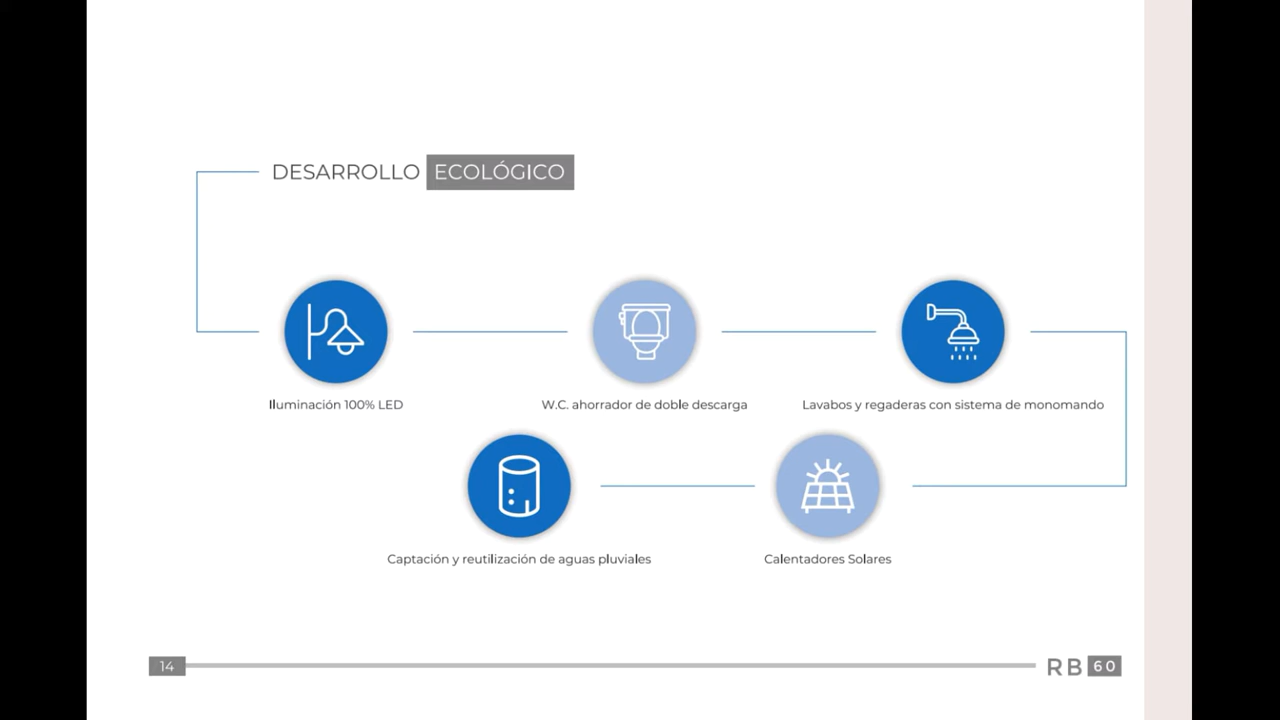 DESARROLLO ECOLÓGICO
Iluminación 100% LED
W.C. ahorrador de doble descarga
Lavabos y regaderas con sistema de monomando
Captación y reutilización de aguas pluviales
Calentadores Solares
14
RB 60